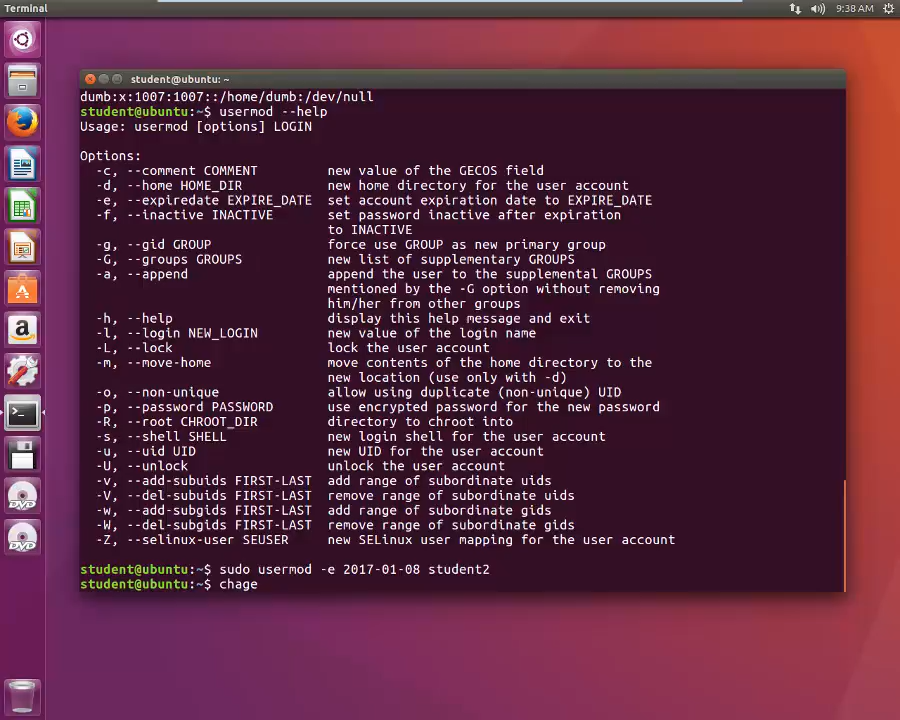 Terminal
9:38 AM
student@ubuntu: ~
dumb:x:1007:1007::/home/dumb:/dev/null
student@ubuntu:~$ usermod --help
Usage: usermod [options] LOGIN
Options:
-c, --comment COMMENT new value of the GECOS field
-d, --home HOME_DIR new home directory for the user account
-e, --expiredate EXPIRE_DATE set account expiration date to EXPIRE_DATE
-f, --inactive INACTIVE set password inactive after expiration
to INACTIVE
-g, --gid GROUP force use GROUP as new primary group
-G, --groups GROUPS new list of supplementary GROUPS
-a, --append append the user to the supplemental GROUPS
mentioned by the -G option without removing
him/her from other groups
-h, --help display this help message and exit
-l, --login NEW_LOGIN new value of the login name
-L, --lock lock the user account
-m, --move-home move contents of the home directory to the
new location (use only with -d)
-o, --non-unique allow using duplicate (non-unique) UID
-p, --password PASSWORD use encrypted password for the new password
-R, --root CHROOT_DIR directory to chroot into
-s, --shell SHELL new login shell for the user account
-u, --uid UID new UID for the user account
-U, --unlock unlock the user account
-v, --add-subuids FIRST-LAST add range of subordinate uids
-V, --del-subuids FIRST-LAST remove range of subordinate uids
-w, --add-subgids FIRST-LAST add range of subordinate gids
-W, --del-subgids FIRST-LAST remove range of subordinate gids
-Z, --selinux-user SEUSER new SELinux user mapping for the user account
student@ubuntu:~$ sudo usermod -e 2017-01-08 student2
student@ubuntu:~$ chage
DVD
DVD